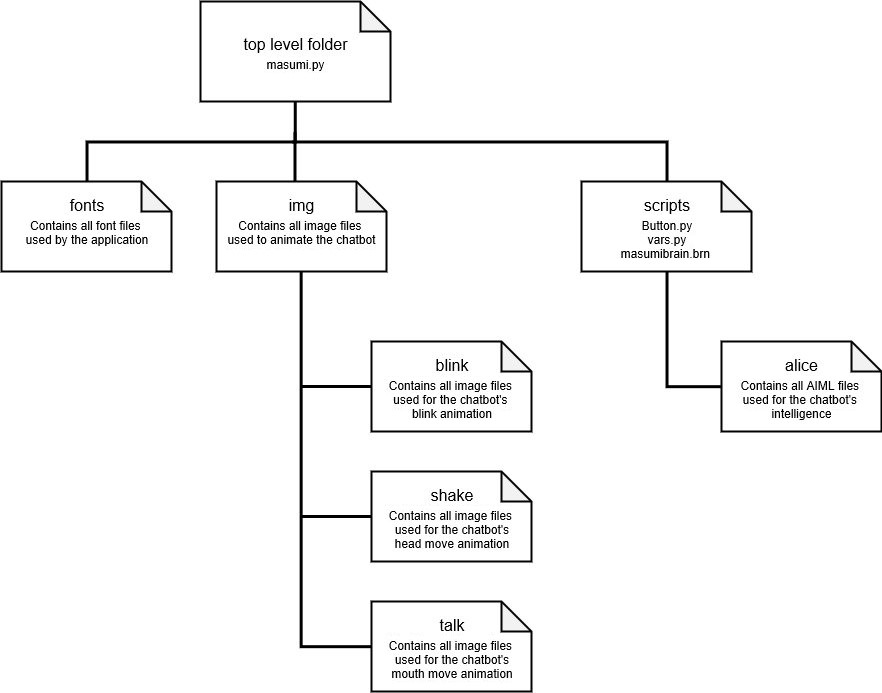 top level folder
masumi.py
fonts
Contains all font files
used by the application
img
Contains all image files
used to animate the chatbot
scripts
Button.py
vars.py
masumibrain.brn
blink
Contains all image files
used for the chatbot's
blink animation
alice
Contains all AIML files
used for the chatbot's
intelligence
shake
Contains all image files
used for the chatbot's
head move animation
talk
Contains all image files
used for the chatbot's
mouth move animation